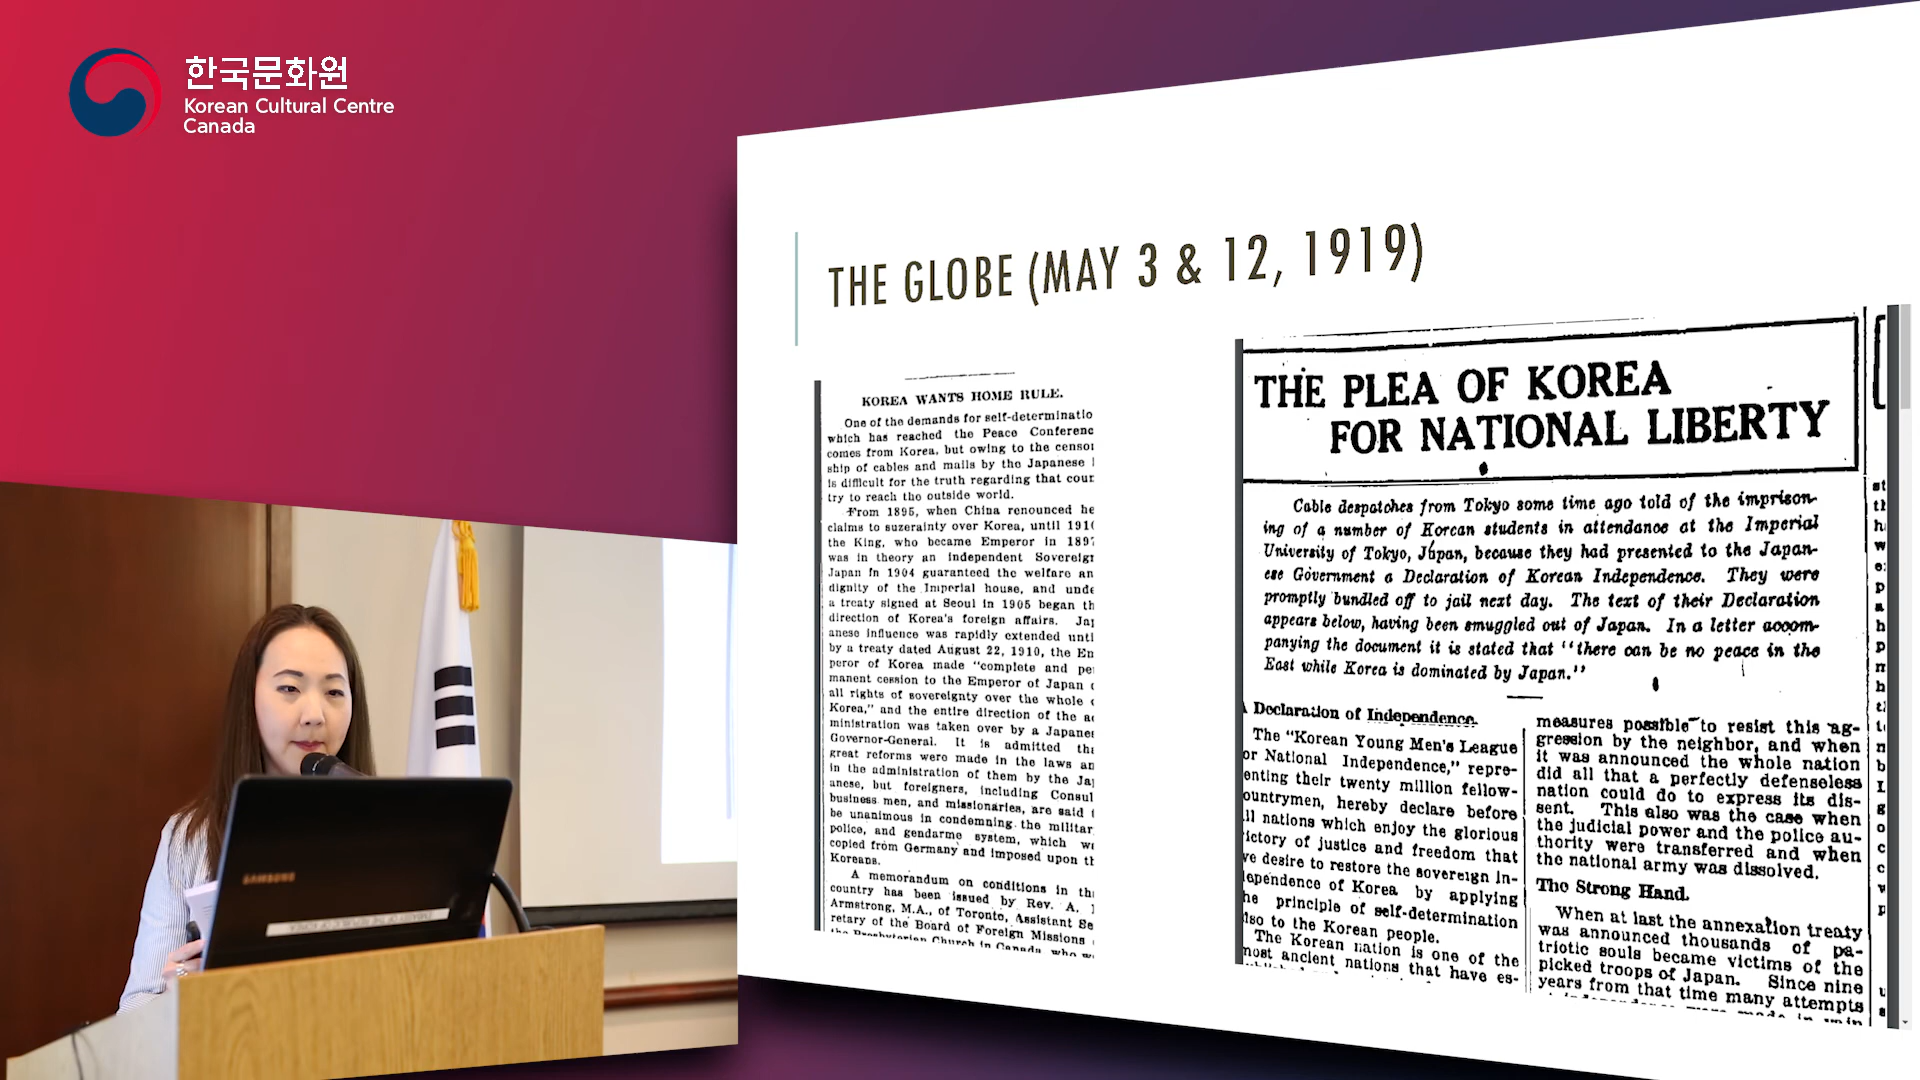 한국문화원
Korean Cultural Centre
Canada
THE GLOBE (MAY 3 & 12, 1919)
KOREA WANTS HOME RULE.
One of the demands for self-determinatio
which has reached the Peace Conferenc
comes from Korea, but owing to the censor
ship of cables and mails by the Japanese
is difficult for the truth regarding that cour
try to reach the outside world.
From 1895, when China renounced he
claims to suzerainty over Korea, until 191
the King, who became Emperor in 1897
was in theory an independent Sovereig
Japan in 1904 guaranteed the welfare an
dignity of the Imperial house, and unde
a treaty signed at Seoul in 1905 began th
direction of Korea's foreign affairs. Jap
anese influence was rapidly extended unti
by a treaty dated August 22, 1910, the Em
peror of Korea made "complete and per
manent cession to the Emperor of Japan
all rights of sovereignty over the whole
Korea," and the entire direction of the ad
ministration was taken over by a Japanes
Governor-General. It is admitted tha
great reforms were made in the laws an
in the administration of them by the Jap
anese, but foreigners, including Consul
business men, and missionaries, are said
be unanimous in condemning the militar
police, and gendarme system, which w
copied from Germany and imposed upon th
Koreans.
A memorandum on conditions in thi
country has been issued by Rev. A.
Armstrong, M.A., of Toronto, Assistant Se
retary of the Board of Foreign Missions
the Presbyterian Church in Canada, who w
THE PLEA OF KOREA
FOR NATIONAL LIBERTY
Cable despatches from Tokyo some time ago told of the imprison-
ing of a number of Korean students in attendance at the Imperial
University of Tokyo, Japan, because they had presented to the Japan-
ese Government a Declaration of Korean Independence. They were
promptly bundled off to jail next day. The text of their Declaration
appears below, having been smuggled out of Japan. In a letter accom-
panying the document it is stated that "there can be no peace in the
East while Korea is dominated by Japan."
A Declaration of Independence.
The "Korean Young Men's League
or National Independence," repre-
enting their twenty million fellow-
ountrymen, hereby declare before
ll nations which enjoy the glorious
ictory of justice and freedom that
ve desire to restore the sovereign in-
dependence of Korea by applying
he principle of self-determination
lso to the Korean people.
The Korean nation is one of the
most ancient nations that have es-
measures possible to resist this ag-
gression by the neighbor, and when
it was announced the whole nation
did all that a perfectly defenseless
nation could do to express its dis-
sent. This also was the case when
the judicial power and the police au-
thority were transferred and when
the national army was dissolved.
The Strong Hand.
When at last the annexation treaty
was announced thousands of pa-
triotic souls became victims of the
picked troops of Japan. Since nine
years from that time many attempts
SAMSUNG